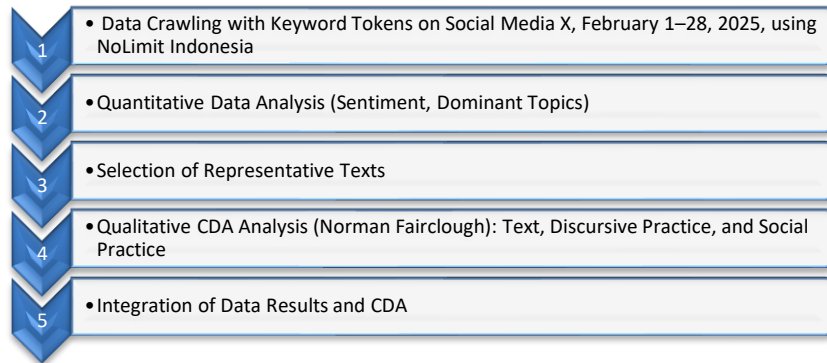 1
• Data Crawling with Keyword Tokens on Social Media X, February 1–28, 2025, using
NoLimit Indonesia
2
•Quantitative Data Analysis (Sentiment, Dominant Topics)
3
•Selection of Representative Texts
4
•Qualitative CDA Analysis (Norman Fairclough): Text, Discursive Practice, and Social
Practice
5
•Integration of Data Results and CDA